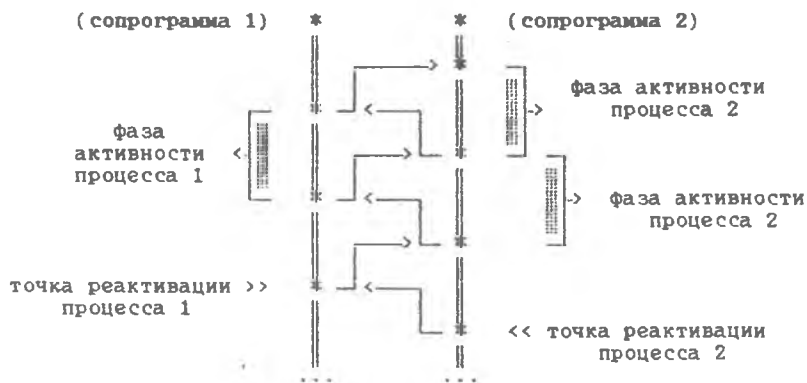 (сопрограмма 1) * * (сопрограмма 2)
фаза активности
процесса 2
фаза
активности
процесса 1
фаза активности
процесса 2
точка реактивации >>
процесса 1
<< точка реактивации
процесса 2
... ...